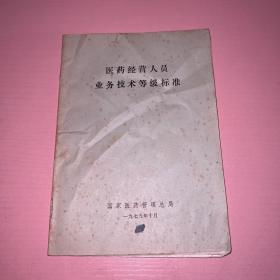 医药经营人员
业务技术等级标准
国家医药管理总局
一九七九年十月